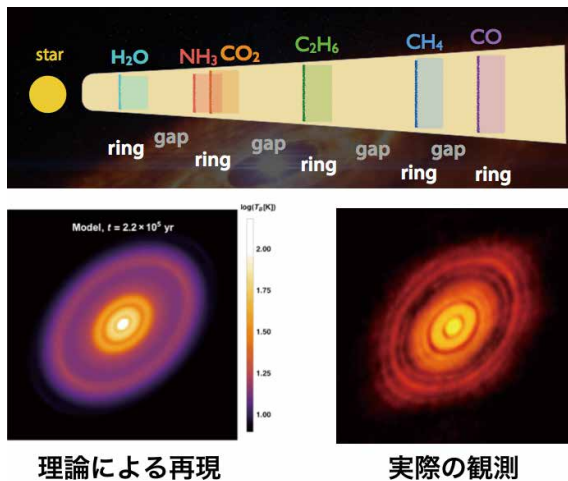 star
H₂O
NH₃
CO₂
C₂H₆
CH₄
CO
ring
gap
ring
gap
ring
gap
ring
gap
ring
Model, t = 2.2 × 10⁵ yr
log(T_B[K])
2.00
1.75
1.50
1.25
1.00
理論による再現
実際の観測